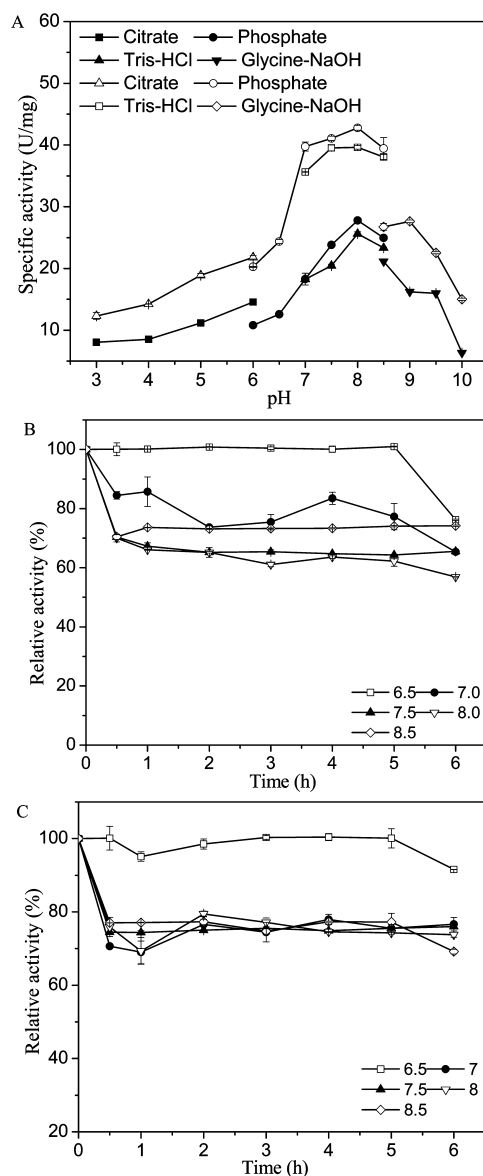 A
Specific activity (U/mg)
60
50
40
30
20
10
Citrate Phosphate
Tris-HCl Glycine-NaOH
Citrate Phosphate
Tris-HCl Glycine-NaOH
3 4 5 6 7 8 9 10
pH
B
Relative activity (%)
100
80
60
40
20
0
6.5 7.0
7.5 8.0
8.5
0 1 2 3 4 5 6
Time (h)
C
Relative activity (%)
100
80
60
40
20
6.5 7
7.5 8
8.5
0 1 2 3 4 5 6
Time (h)